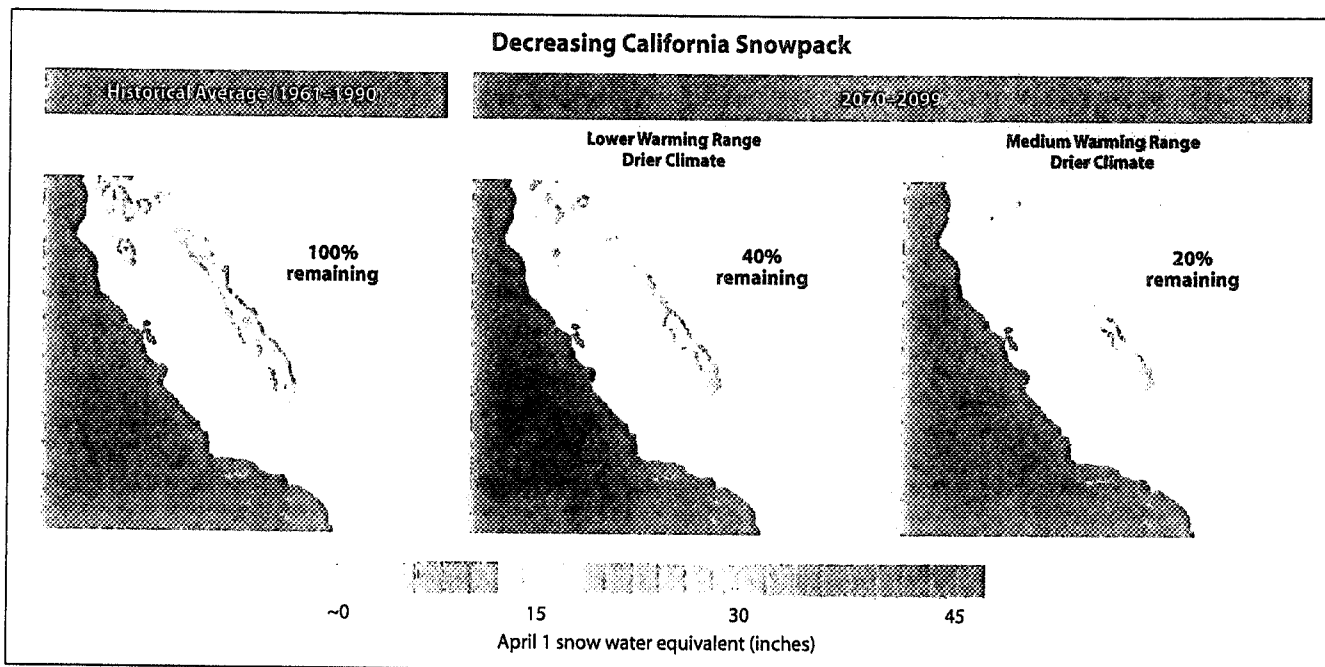 Decreasing California Snowpack
Historical Average (1961–1990)
2070–2099
Lower Warming Range
Drier Climate
Medium Warming Range
Drier Climate
100%
remaining
40%
remaining
20%
remaining
~0 15 30 45
April 1 snow water equivalent (inches)